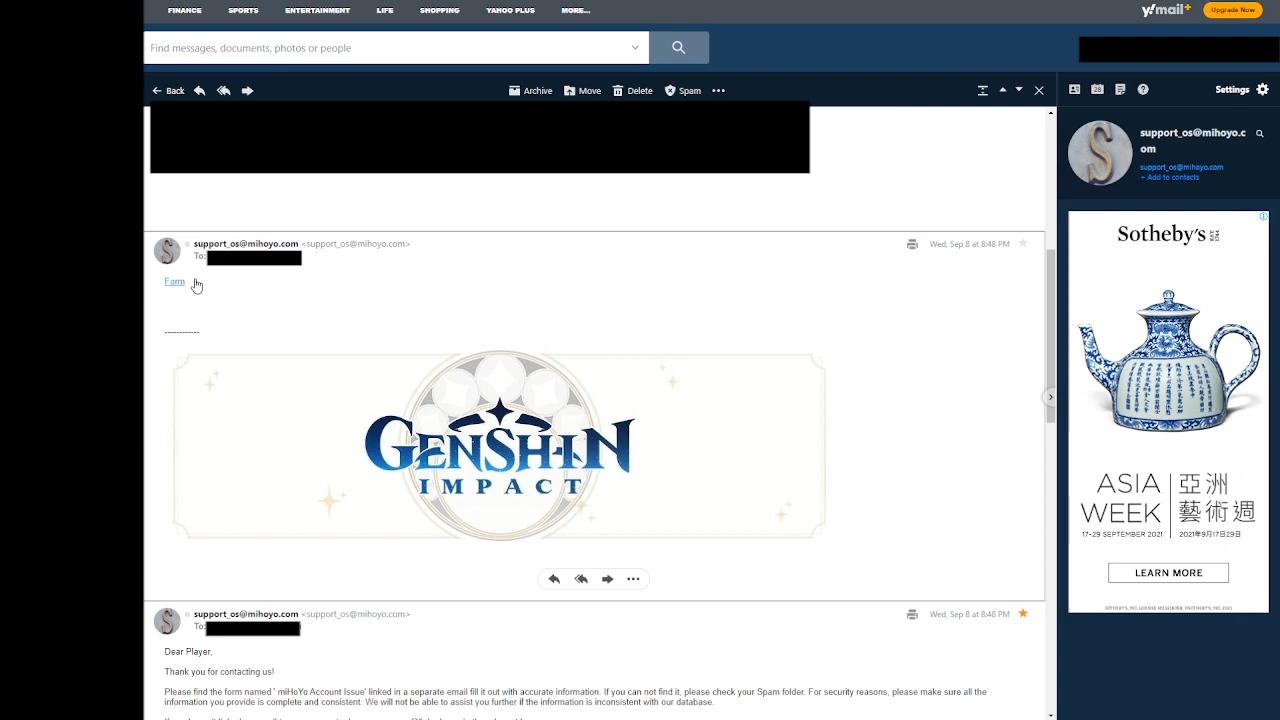 FINANCE SPORTS ENTERTAINMENT LIFE SHOPPING YAHOO PLUS MORE...
y!mail+ Upgrade Now
Find messages, documents, photos or people
Back Archive Move Delete Spam
28 Settings
support_os@mihoyo.c
om
support_os@mihoyo.com
+ Add to contacts
support_os@mihoyo.com <support_os@mihoyo.com> Wed, Sep 8 at 8:48 PM
To:
Form
------------
GENSHIN
IMPACT
support_os@mihoyo.com <support_os@mihoyo.com> Wed, Sep 8 at 8:48 PM
To:
Dear Player,
Thank you for contacting us!
Please find the form named ' miHoYo Account Issue' linked in a separate email fill it out with accurate information. If you can not find it, please check your Spam folder. For security reasons, please make sure all the
information you provide is complete and consistent. We will not be able to assist you further if the information is inconsistent with our database.
Sotheby's EST. 1744
ASIA
WEEK
亞洲
藝術週
17-29 SEPTEMBER 2021 2021年9月17日至29日
LEARN MORE